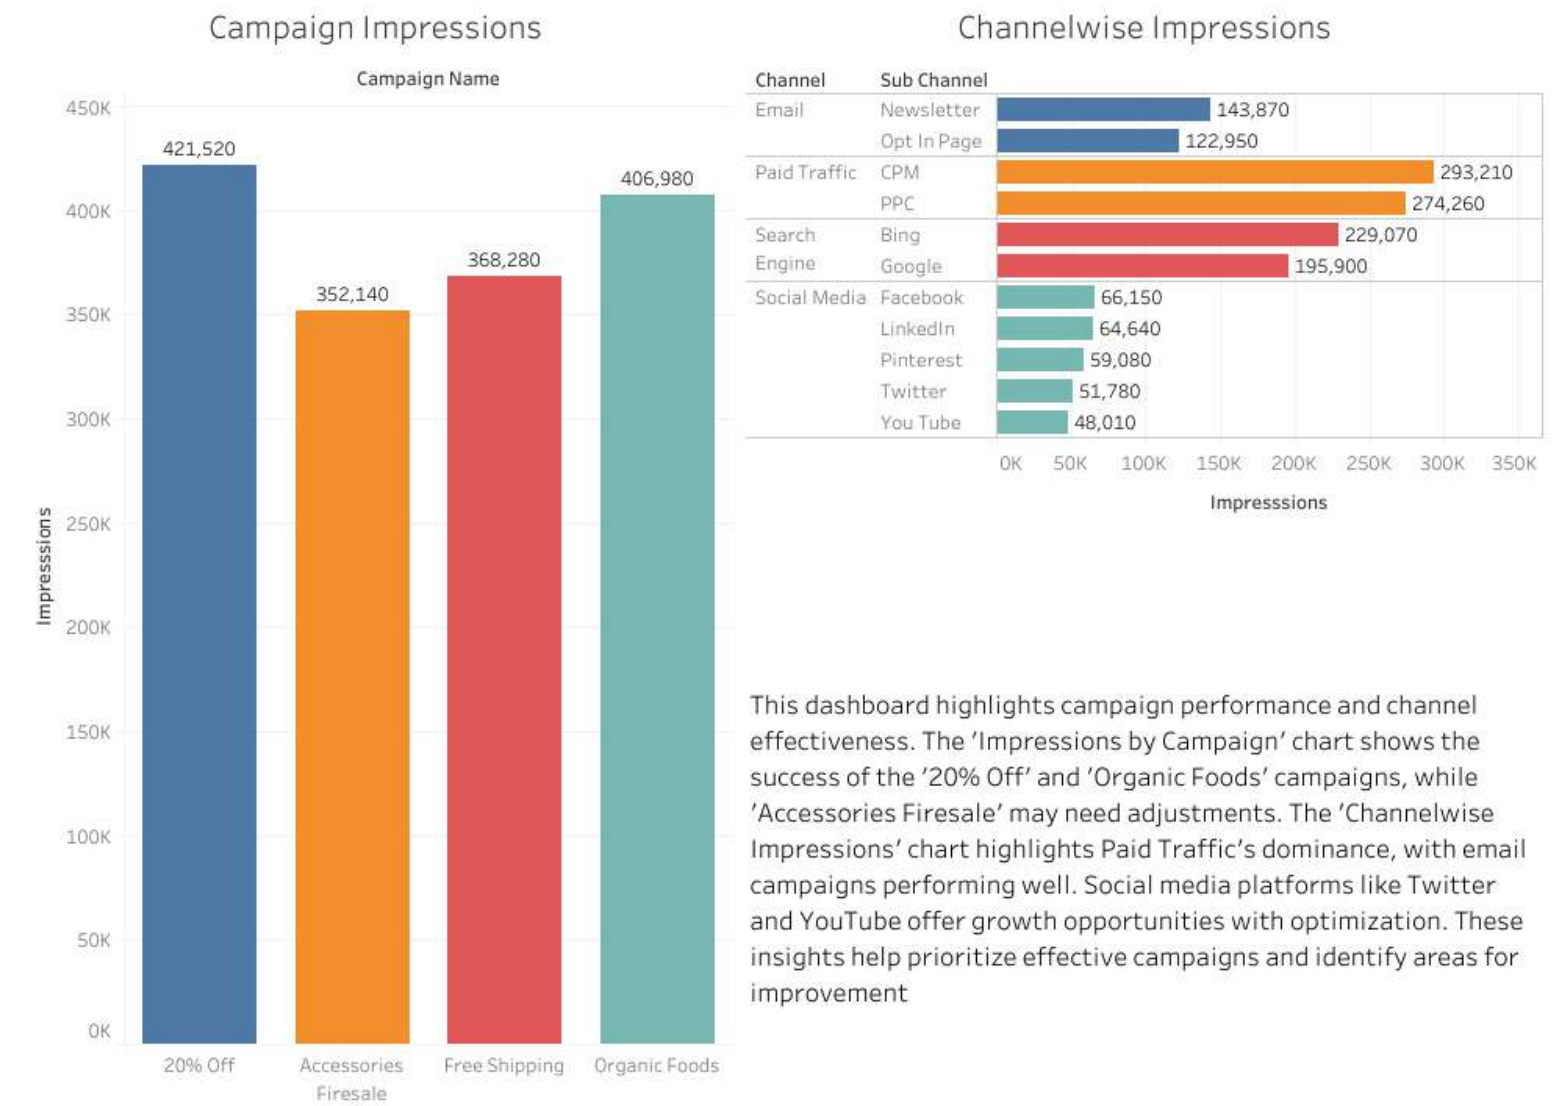 Campaign Impressions
Campaign Name
450K
400K
350K
300K
250K
200K
150K
100K
50K
0K
Impresssions
421,520
352,140
368,280
406,980
20% Off
Accessories
Firesale
Free Shipping
Organic Foods
Channelwise Impressions
Channel Sub Channel
Email Newsletter 143,870
Opt In Page 122,950
Paid Traffic CPM 293,210
PPC 274,260
Search Bing 229,070
Engine Google 195,900
Social Media Facebook 66,150
LinkedIn 64,640
Pinterest 59,080
Twitter 51,780
You Tube 48,010
0K 50K 100K 150K 200K 250K 300K 350K
Impresssions
This dashboard highlights campaign performance and channel
effectiveness. The 'Impressions by Campaign' chart shows the
success of the '20% Off' and 'Organic Foods' campaigns, while
'Accessories Firesale' may need adjustments. The 'Channelwise
Impressions' chart highlights Paid Traffic's dominance, with email
campaigns performing well. Social media platforms like Twitter
and YouTube offer growth opportunities with optimization. These
insights help prioritize effective campaigns and identify areas for
improvement